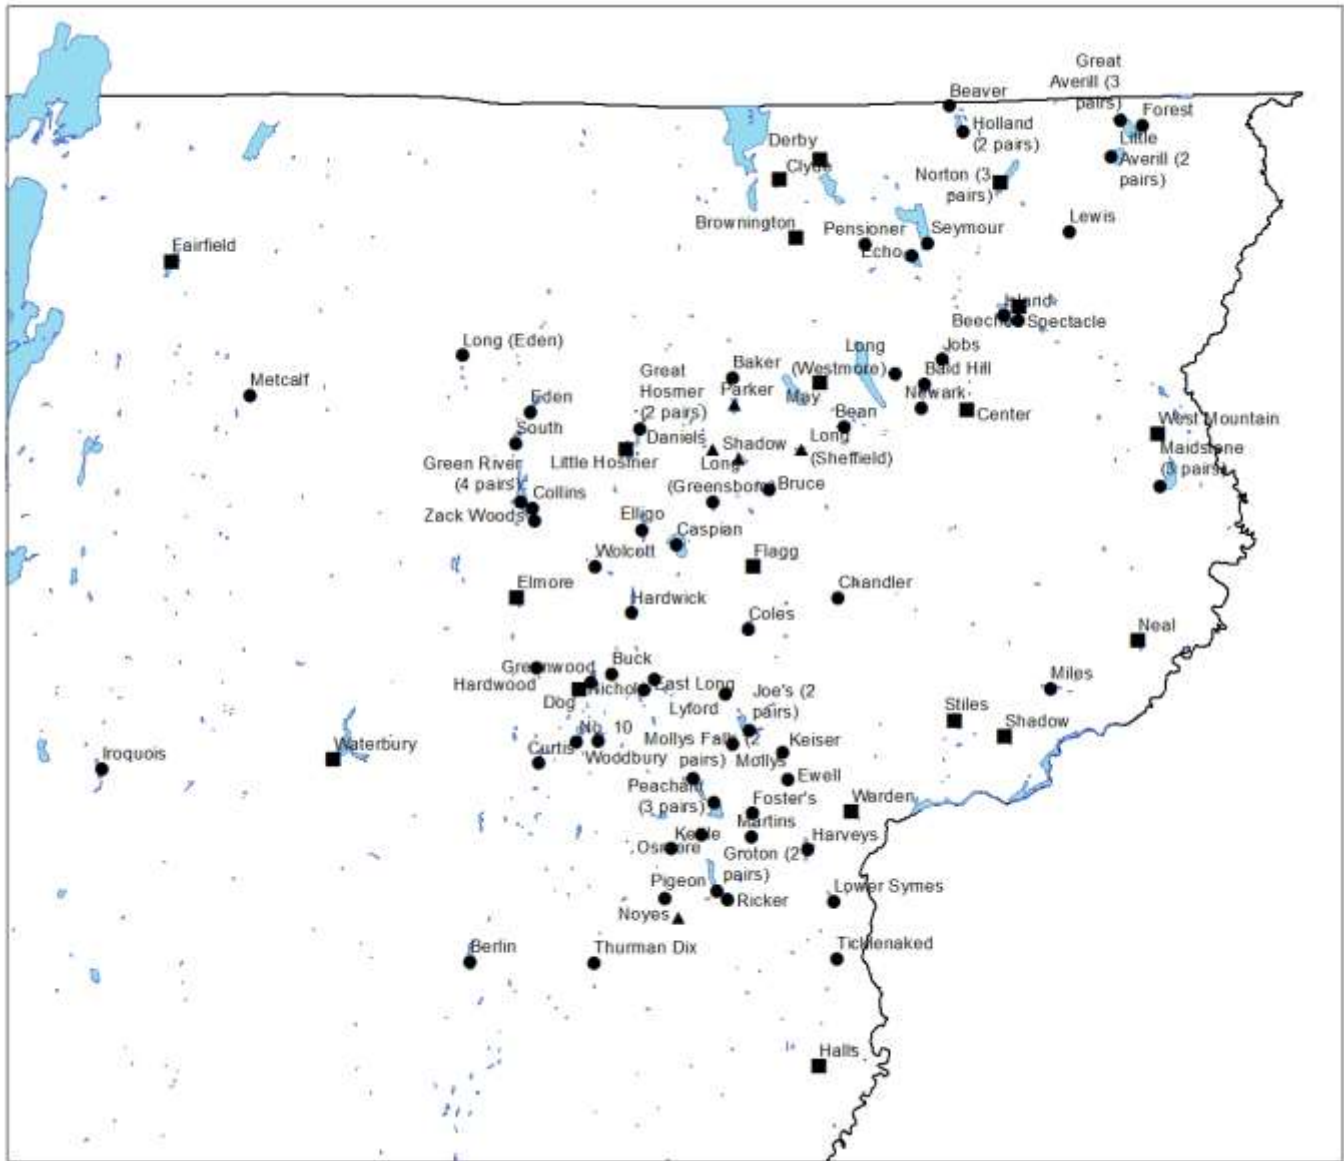 Great
Averill (3
pairs)
Beaver
Forest
Holland
(2 pairs)
Little
Averill (2
pairs)
Derby
Clyde
Norton (3
pairs)
Lewis
Brownington
Pensioner
Seymour
Echo
Fairfield
Island
Beecher
Spectacle
Long (Eden)
Long
(Westmore)
Jobs
Baker
Great
Hosmer
(2 pairs)
Parker
May
Bald Hill
Metcalf
Newark
Eden
Bean
Center
West Mountain
South
Daniels
Shadow
Long
(Sheffield)
Maidstone
(3 pairs)
Little Hosmer
Green River
(4 pairs)
Long
(Greensboro)
Bruce
Collins
Zack Woods
Elligo
Caspian
Wolcott
Flagg
Elmore
Chandler
Hardwick
Coles
Neal
Buck
Greenwood
Hardwood
Nichols
East Long
Miles
Dog
Lyford
Joe's (2
pairs)
Stiles
Shadow
No. 10
Curtis
Woodbury
Mollys Falls (2
pairs)
Mollys
Keiser
Waterbury
Iroquois
Ewell
Peacham
(3 pairs)
Foster's
Warden
Martins
Kettle
Harveys
Osmore
Groton (2
pairs)
Pigeon
Ricker
Lower Symes
Noyes
Berlin
Thurman Dix
Ticklenaked
Halls